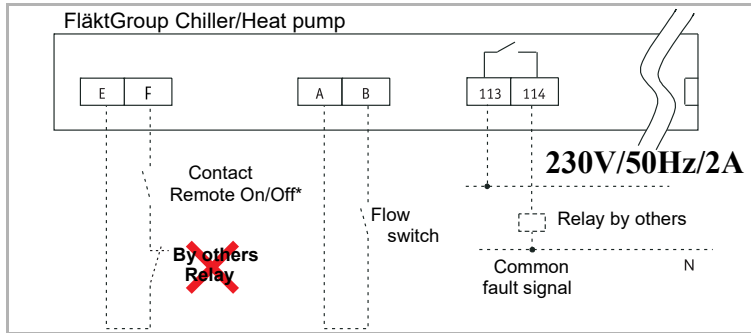 FläktGroup Chiller/Heat pump
E F A B 113 114
230V/50Hz/2A
Contact
Remote On/Off*
Flow
switch
Relay by others
By others
Relay
Common
fault signal
N